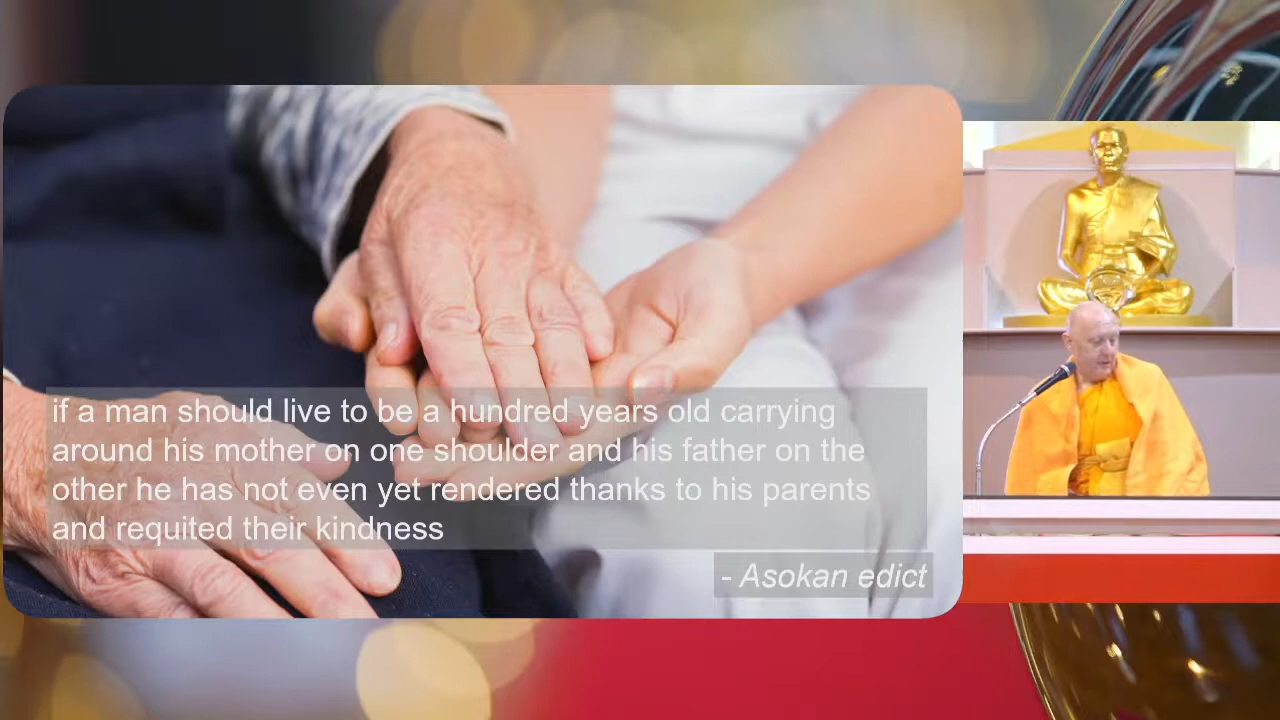 if a man should live to be a hundred years old carrying
around his mother on one shoulder and his father on the
other he has not even yet rendered thanks to his parents
and requited their kindness
- Asokan edict